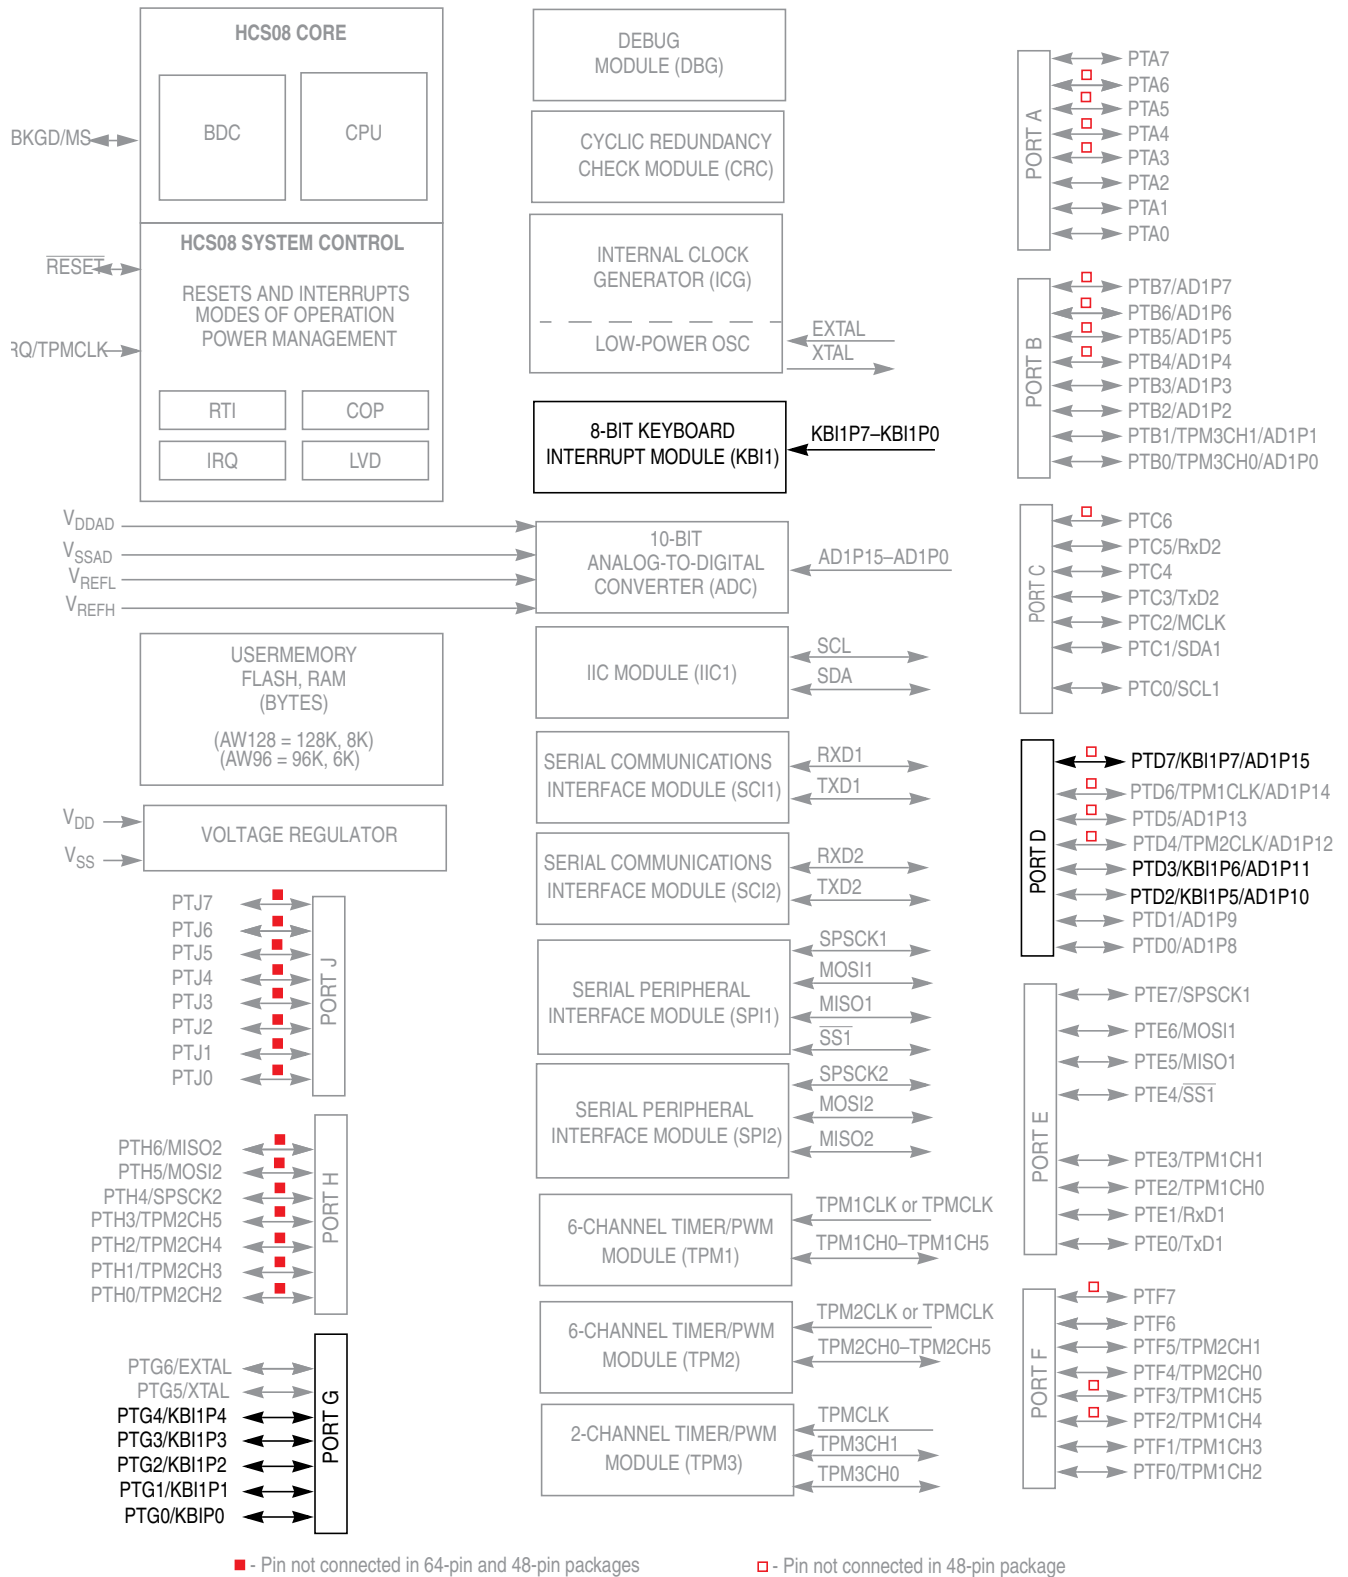 HCS08 CORE
BDC
CPU
BKGD/MS
HCS08 SYSTEM CONTROL
RESET
RESETS AND INTERRUPTS
MODES OF OPERATION
POWER MANAGEMENT
RQ/TPMCLK
RTI
COP
IRQ
LVD
VDDAD
VSSAD
VREFL
VREFH
USERMEMORY
FLASH, RAM
(BYTES)
(AW128 = 128K, 8K)
(AW96 = 96K, 6K)
VDD
VSS
VOLTAGE REGULATOR
PTJ7
PTJ6
PTJ5
PTJ4
PTJ3
PTJ2
PTJ1
PTJ0
PORT J
PTH6/MISO2
PTH5/MOSI2
PTH4/SPSCK2
PTH3/TPM2CH5
PTH2/TPM2CH4
PTH1/TPM2CH3
PTH0/TPM2CH2
PORT H
PTG6/EXTAL
PTG5/XTAL
PTG4/KBI1P4
PTG3/KBI1P3
PTG2/KBI1P2
PTG1/KBI1P1
PTG0/KBIP0
PORT G
DEBUG
MODULE (DBG)
CYCLIC REDUNDANCY
CHECK MODULE (CRC)
INTERNAL CLOCK
GENERATOR (ICG)
LOW-POWER OSC
EXTAL
XTAL
8-BIT KEYBOARD
INTERRUPT MODULE (KBI1)
KBI1P7–KBI1P0
10-BIT
ANALOG-TO-DIGITAL
CONVERTER (ADC)
AD1P15–AD1P0
IIC MODULE (IIC1)
SCL
SDA
SERIAL COMMUNICATIONS
INTERFACE MODULE (SCI1)
RXD1
TXD1
SERIAL COMMUNICATIONS
INTERFACE MODULE (SCI2)
RXD2
TXD2
SERIAL PERIPHERAL
INTERFACE MODULE (SPI1)
SPSCK1
MOSI1
MISO1
SS1
SERIAL PERIPHERAL
INTERFACE MODULE (SPI2)
SPSCK2
MOSI2
MISO2
6-CHANNEL TIMER/PWM
MODULE (TPM1)
TPM1CLK or TPMCLK
TPM1CH0–TPM1CH5
6-CHANNEL TIMER/PWM
MODULE (TPM2)
TPM2CLK or TPMCLK
TPM2CH0–TPM2CH5
2-CHANNEL TIMER/PWM
MODULE (TPM3)
TPMCLK
TPM3CH1
TPM3CH0
PORT A
PTA7
PTA6
PTA5
PTA4
PTA3
PTA2
PTA1
PTA0
PORT B
PTB7/AD1P7
PTB6/AD1P6
PTB5/AD1P5
PTB4/AD1P4
PTB3/AD1P3
PTB2/AD1P2
PTB1/TPM3CH1/AD1P1
PTB0/TPM3CH0/AD1P0
PORT C
PTC6
PTC5/RxD2
PTC4
PTC3/TxD2
PTC2/MCLK
PTC1/SDA1
PTC0/SCL1
PORT D
PTD7/KBI1P7/AD1P15
PTD6/TPM1CLK/AD1P14
PTD5/AD1P13
PTD4/TPM2CLK/AD1P12
PTD3/KBI1P6/AD1P11
PTD2/KBI1P5/AD1P10
PTD1/AD1P9
PTD0/AD1P8
PORT E
PTE7/SPSCK1
PTE6/MOSI1
PTE5/MISO1
PTE4/SS1
PTE3/TPM1CH1
PTE2/TPM1CH0
PTE1/RxD1
PTE0/TxD1
PORT F
PTF7
PTF6
PTF5/TPM2CH1
PTF4/TPM2CH0
PTF3/TPM1CH5
PTF2/TPM1CH4
PTF1/TPM1CH3
PTF0/TPM1CH2
- Pin not connected in 64-pin and 48-pin packages
- Pin not connected in 48-pin package